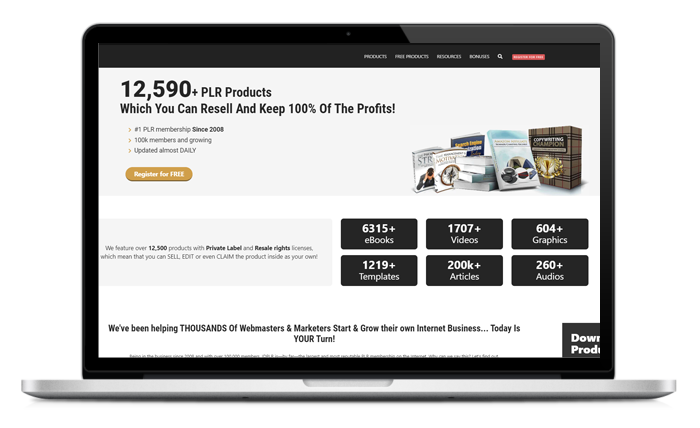 PRODUCTS FREE PRODUCTS RESOURCES BONUSES REGISTER FOR FREE
12,590+ PLR Products
Which You Can Resell And Keep 100% Of The Profits!
#1 PLR membership Since 2008
100k members and growing
Updated almost DAILY
Register for FREE
Search Engine
COPYWRITING
CHAMPION
We feature over 12,500 products with Private Label and Resale rights licenses,
which mean that you can SELL, EDIT or even CLAIM the product inside as your own!
6315+
eBooks
1707+
Videos
604+
Graphics
1219+
Templates
200k+
Articles
260+
Audios
We've been helping THOUSANDS Of Webmasters & Marketers Start & Grow their own Internet Business... Today Is
YOUR Turn!
Down
Produ